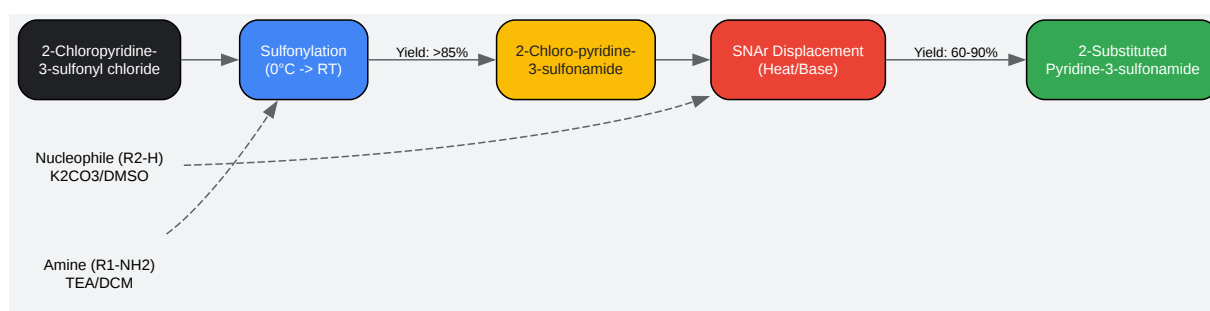 2-Chloropyridine-
3-sulfonyl chloride
Sulfonylation
(0°C -> RT)
Yield: >85%
2-Chloro-pyridine-
3-sulfonamide
SNAr Displacement
(Heat/Base)
Yield: 60-90%
2-Substituted
Pyridine-3-sulfonamide
Nucleophile (R2-H)
K2CO3/DMSO
Amine (R1-NH2)
TEA/DCM